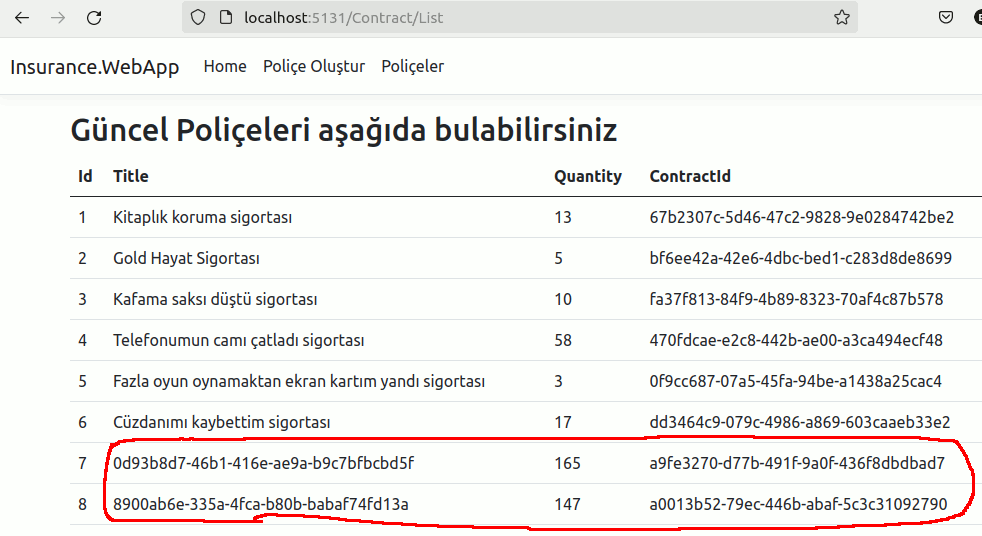 localhost:5131/Contract/List
Insurance.WebApp Home Poliçe Oluştur Poliçeler
Güncel Poliçeleri aşağıda bulabilirsiniz
Id Title Quantity ContractId
1 Kitaplık koruma sigortası 13 67b2307c-5d46-47c2-9828-9e0284742be2
2 Gold Hayat Sigortası 5 bf6ee42a-42e6-4dbc-bed1-c283d8de8699
3 Kafama saksı düştü sigortası 10 fa37f813-84f9-4b89-8323-70af4c87b578
4 Telefonumun camı çatladı sigortası 58 470fdcae-e2c8-442b-ae00-a3ca494ecf48
5 Fazla oyun oynamaktan ekran kartım yandı sigortası 3 0f9cc687-07a5-45fa-94be-a1438a25cac4
6 Cüzdanımı kaybettim sigortası 17 dd3464c9-079c-4986-a869-603caaeb33e2
7 0d93b8d7-46b1-416e-ae9a-b9c7bfbcbd5f 165 a9fe3270-d77b-491f-9a0f-436f8dbdbad7
8 8900ab6e-335a-4fca-b80b-babaf74fd13a 147 a0013b52-79ec-446b-abaf-5c3c31092790